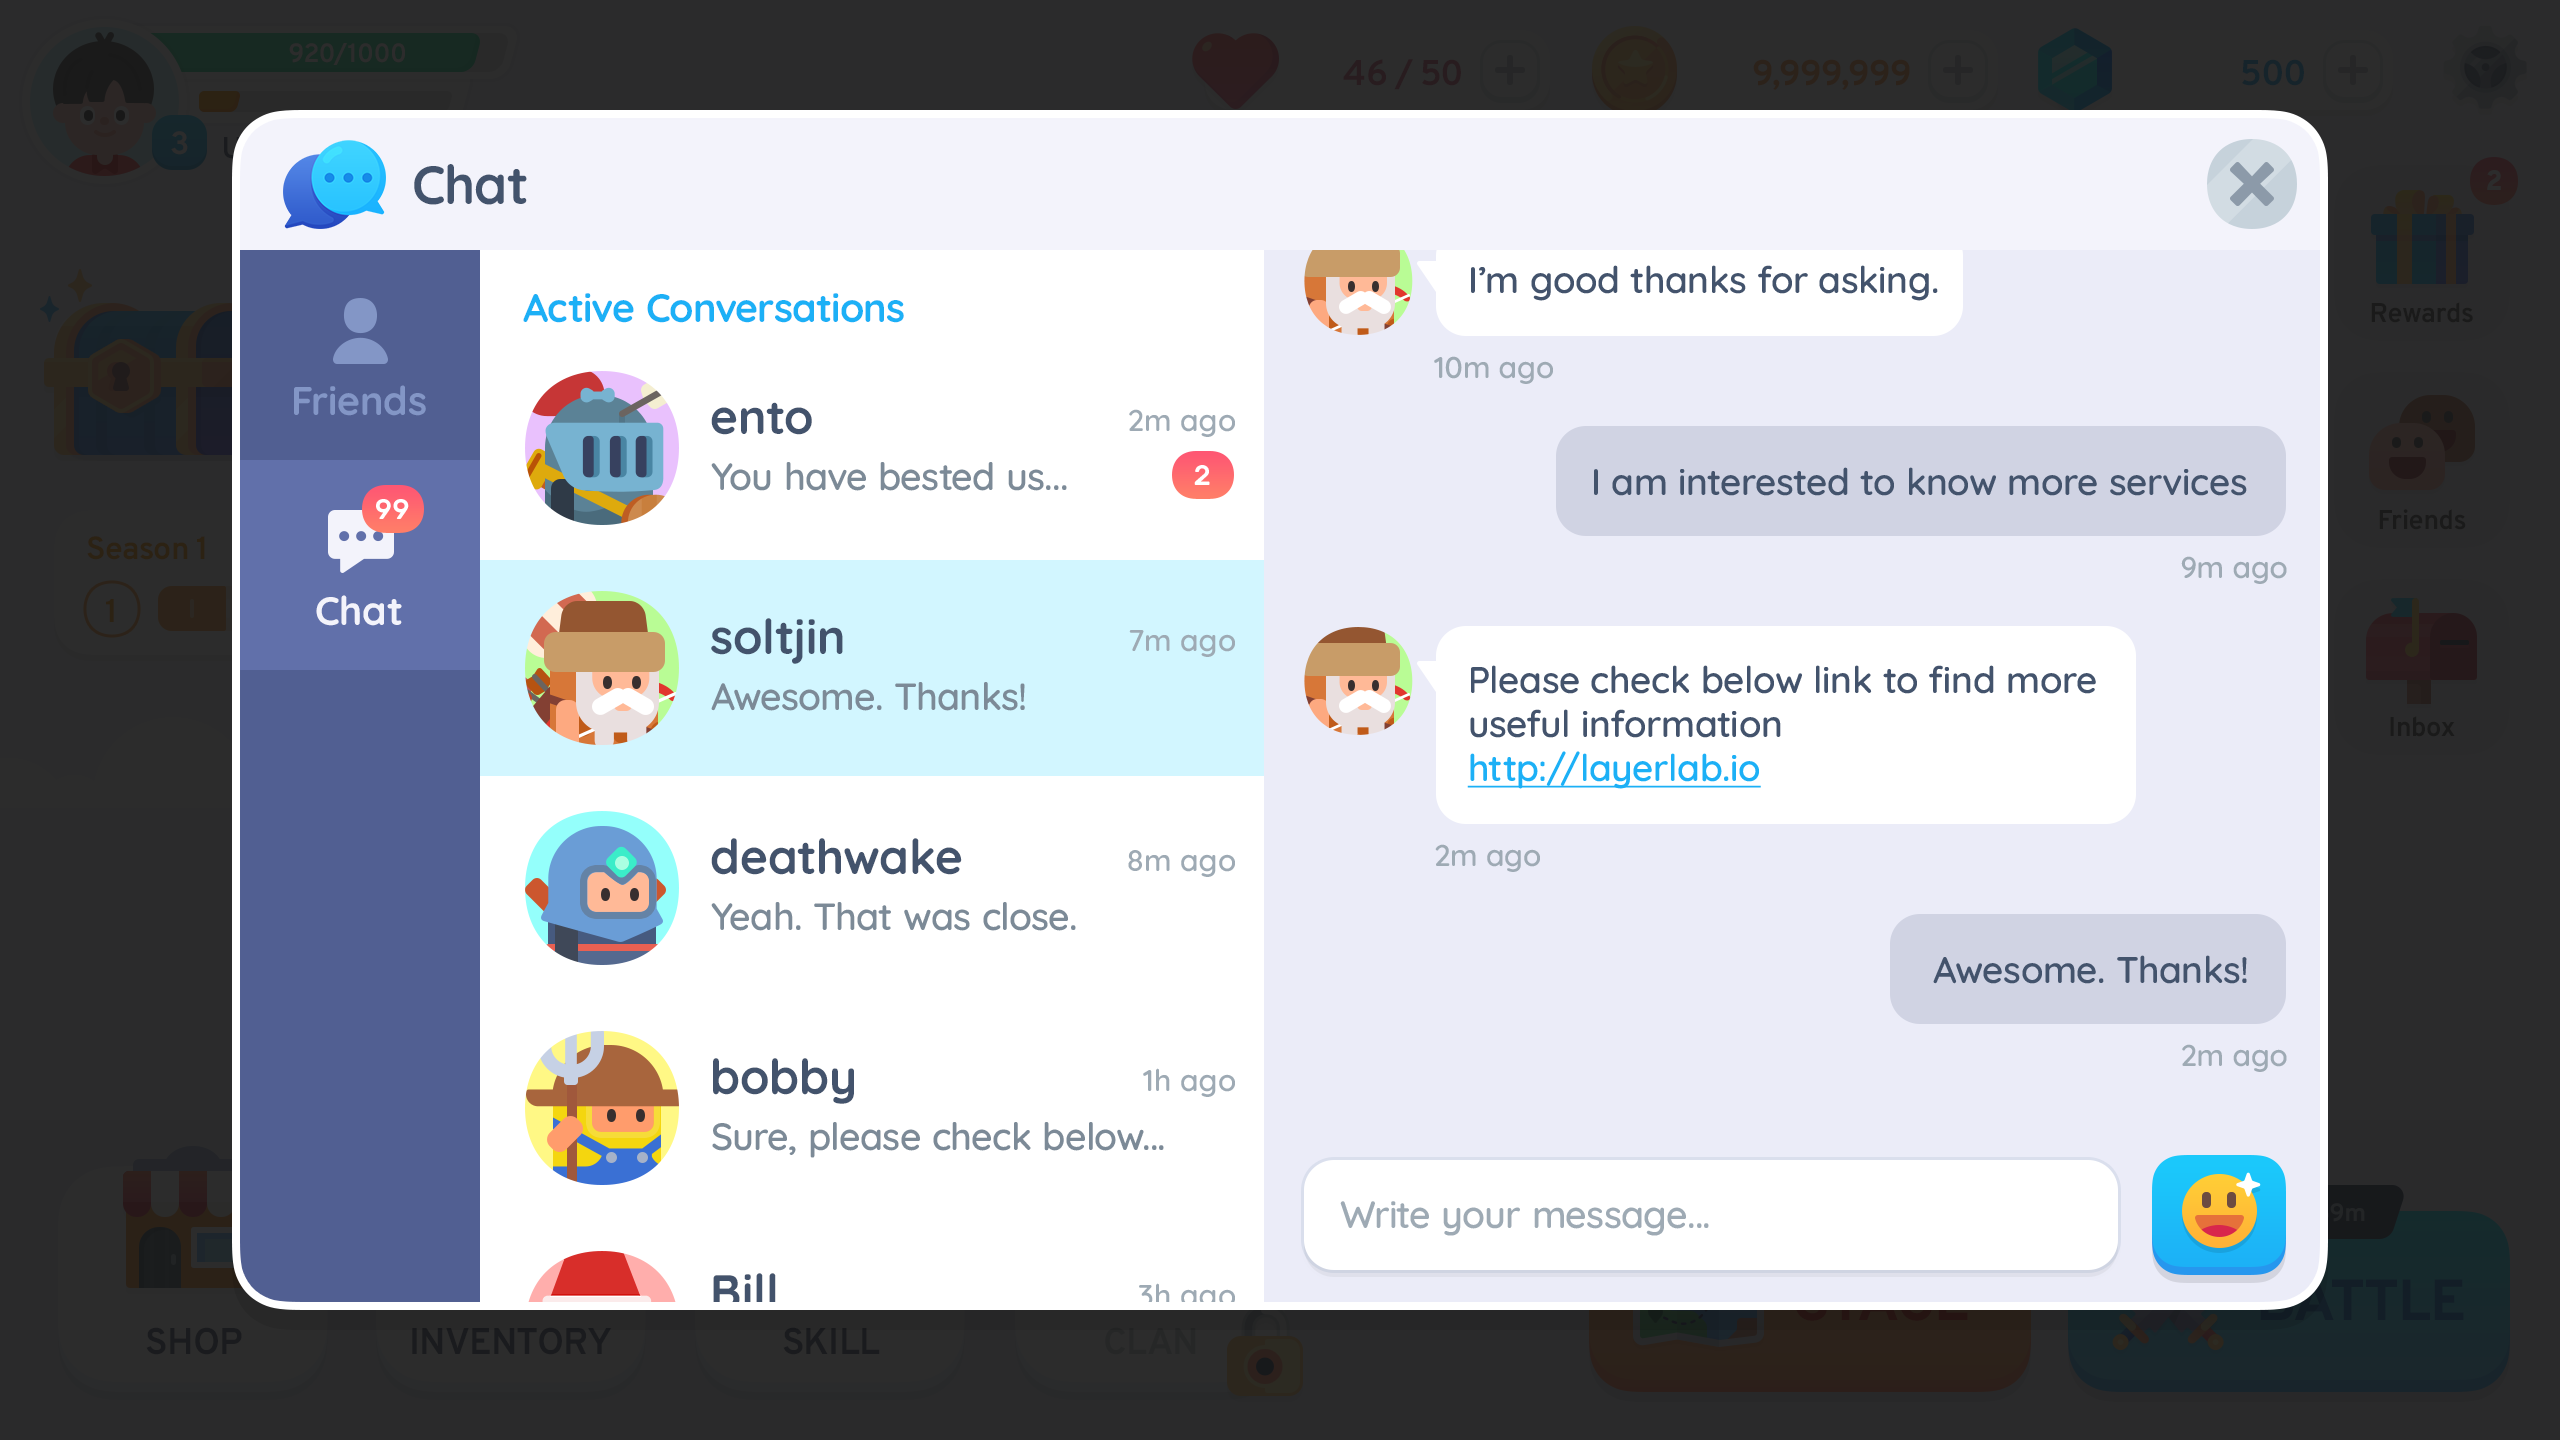 920/1000
46 / 50
9,999,999
500
3
Chat
2
Rewards
Friends
Inbox
Season 1
1
Friends
99
Chat
Active Conversations
ento
2m ago
You have bested us...
2
soltjin
7m ago
Awesome. Thanks!
deathwake
8m ago
Yeah. That was close.
bobby
1h ago
Sure, please check below...
Bill
3h ago
I'm good thanks for asking.
10m ago
I am interested to know more services
9m ago
Please check below link to find more
useful information
http://layerlab.io
2m ago
Awesome. Thanks!
2m ago
Write your message...
9m
SHOP
INVENTORY
SKILL
CLAN
STAGE
BATTLE